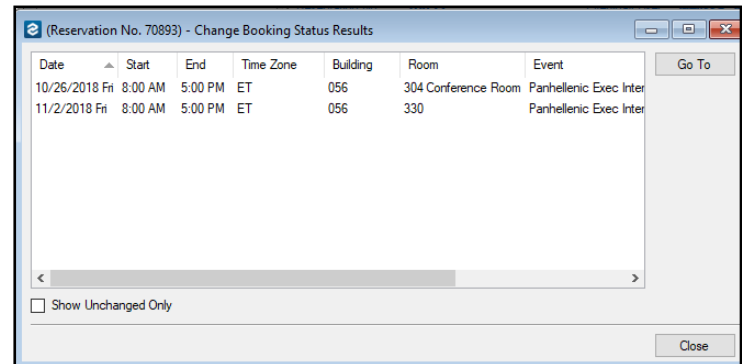 (Reservation No. 70893) - Change Booking Status Results
Date Start End Time Zone Building Room Event Go To
10/26/2018 Fri 8:00 AM 5:00 PM ET 056 304 Conference Room Panhellenic Exec Inter
11/2/2018 Fri 8:00 AM 5:00 PM ET 056 330 Panhellenic Exec Inter
Show Unchanged Only
Close